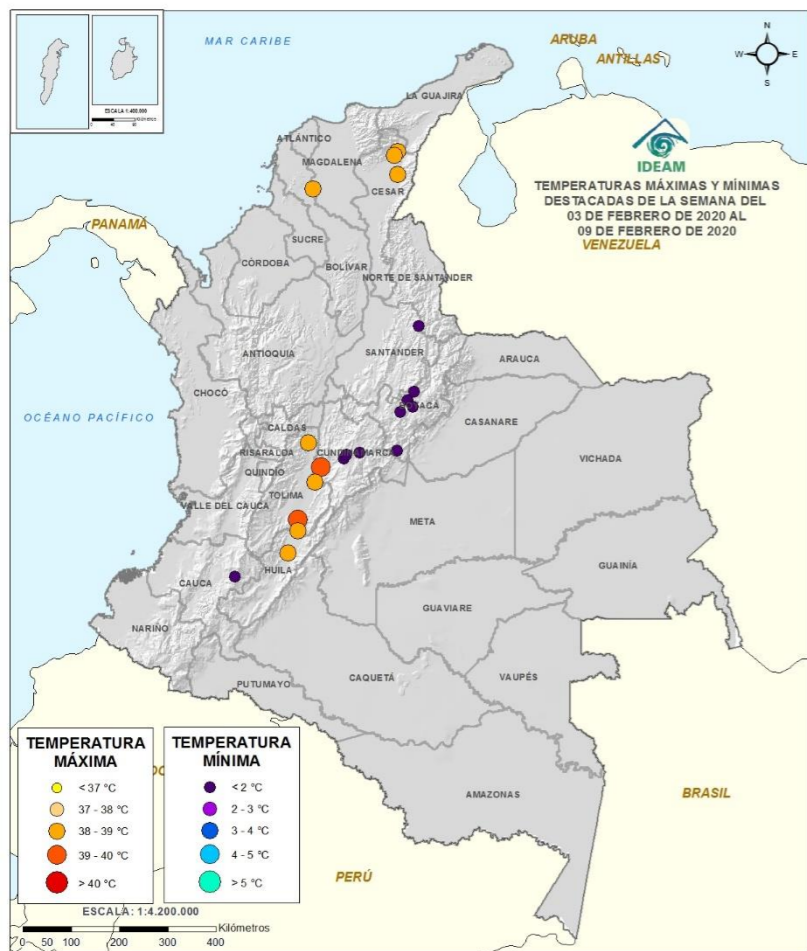 MAR CARIBE
ARUBA
ANTILLAS
N
W E
S
ESCALA 1:400.000
LA GUAJIRA
ATLÁNTICO
MAGDALENA
CESAR
IDEAM
TEMPERATURAS MÁXIMAS Y MÍNIMAS
DESTACADAS DE LA SEMANA DEL
03 DE FEBRERO DE 2020 AL
09 DE FEBRERO DE 2020
VENEZUELA
PANAMÁ
SUCRE
CÓRDOBA
BOLÍVAR
NORTE DE SANTANDER
ANTIOQUIA
SANTANDER
ARAUCA
CHOCÓ
OCÉANO PACÍFICO
CASANARE
CALDAS
RISARALDA
CUNDINAMARCA
VICHADA
QUINDÍO
TOLIMA
VALLE DEL CAUCA
META
GUAINÍA
HUILA
CAUCA
GUAVIARE
NARIÑO
CAQUETÁ
VAUPÉS
PUTUMAYO
AMAZONAS
BRASIL
PERÚ
TEMPERATURA
MÁXIMA
< 37 °C
37 - 38 °C
38 - 39 °C
39 - 40 °C
> 40 °C
TEMPERATURA
MÍNIMA
< 2 °C
2 - 3 °C
3 - 4 °C
4 - 5 °C
> 5 °C
ESCALA: 1:4.200.000
Kilómetros
0 50 100 200 300 400